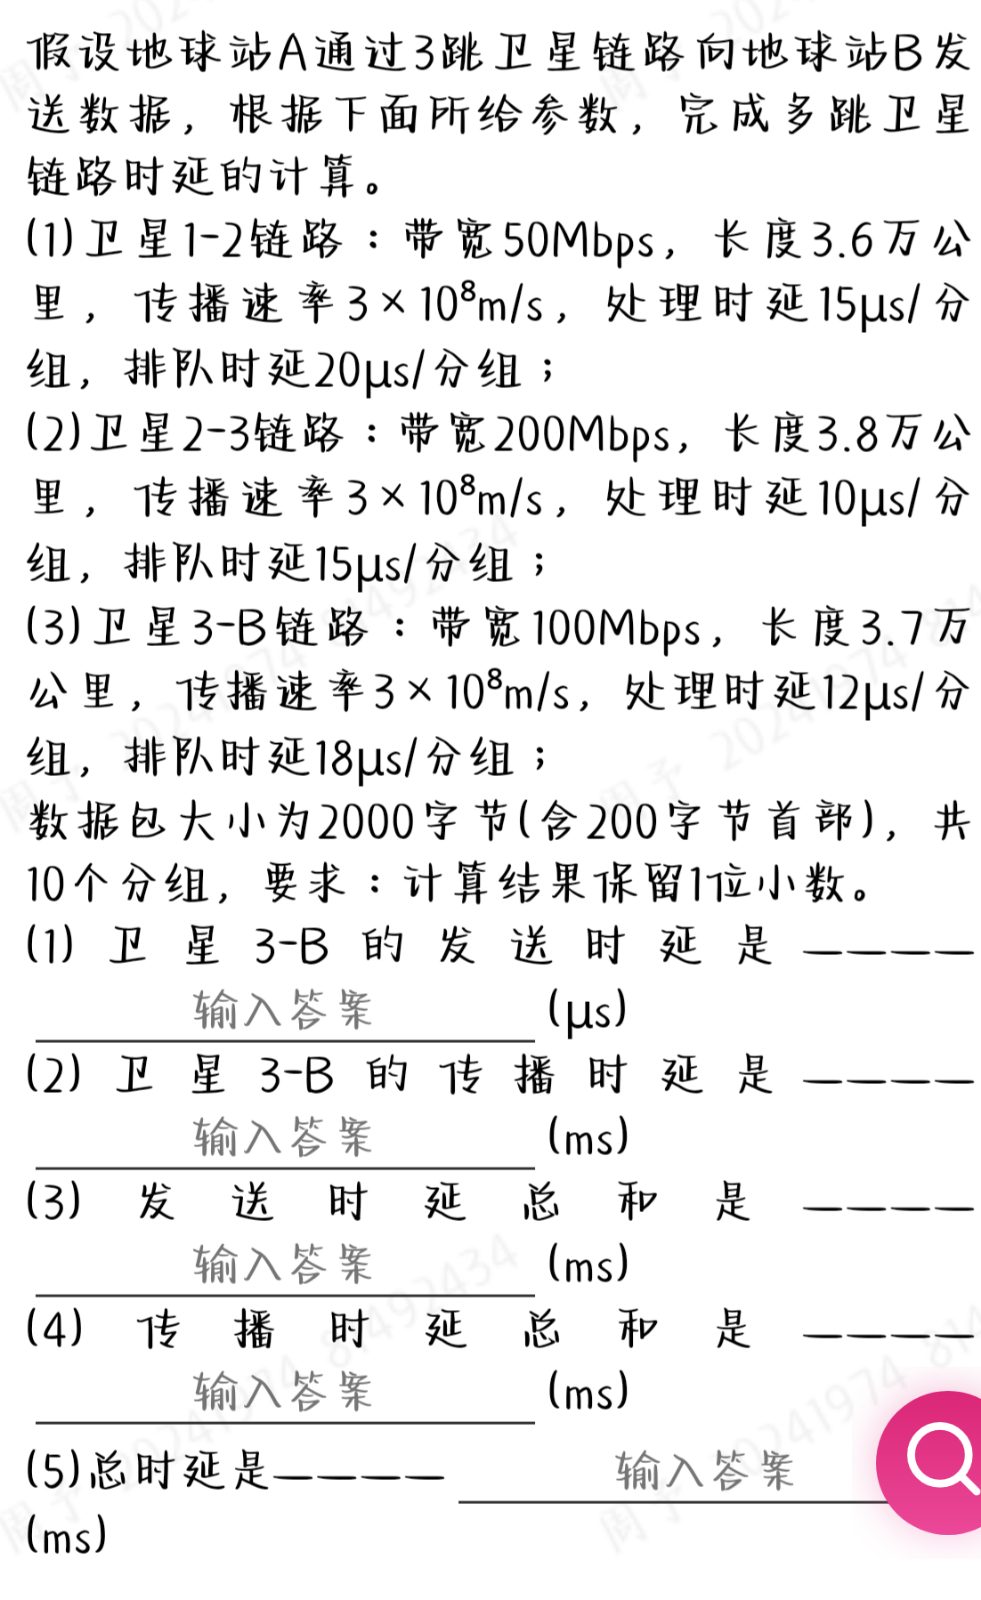 假设地球站A通过3跳卫星链路向地球站B发
送数据，根据下面所给参数，完成多跳卫星
链路时延的计算。
(1)卫星1-2链路：带宽50Mbps，长度3.6万公
里，传播速率3×10⁸m/s，处理时延15μs/分
组，排队时延20μs/分组；
(2)卫星2-3链路：带宽200Mbps，长度3.8万公
里，传播速率3×10⁸m/s，处理时延10μs/分
组，排队时延15μs/分组；
(3)卫星3-B链路：带宽100Mbps，长度3.7万
公里，传播速率3×10⁸m/s，处理时延12μs/分
组，排队时延18μs/分组；
数据包大小为2000字节(含200字节首部)，共
10个分组，要求：计算结果保留1位小数。
(1)卫星3-B的发送时延是————
输入答案(μs)
(2)卫星3-B的传播时延是————
输入答案(ms)
(3)发送时延总和是————
输入答案(ms)
(4)传播时延总和是————
输入答案(ms)
(5)总时延是————输入答案
(ms)